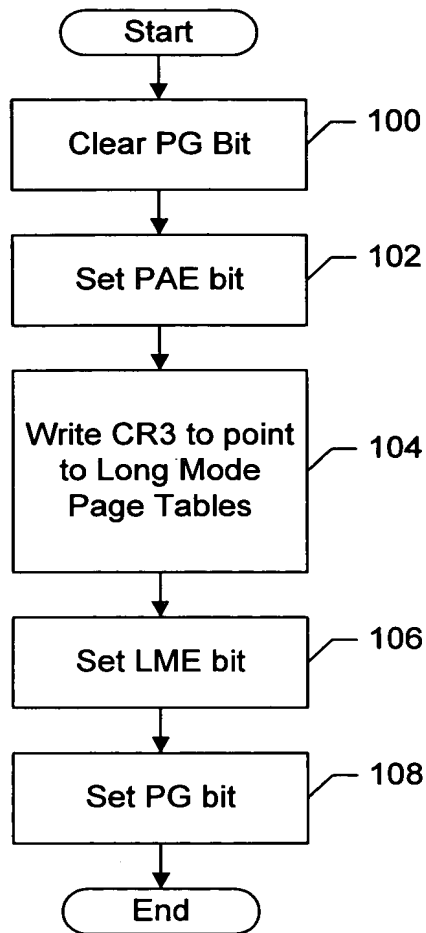 Start
Clear PG Bit
100
Set PAE bit
102
Write CR3 to point
to Long Mode
Page Tables
104
Set LME bit
106
Set PG bit
108
End